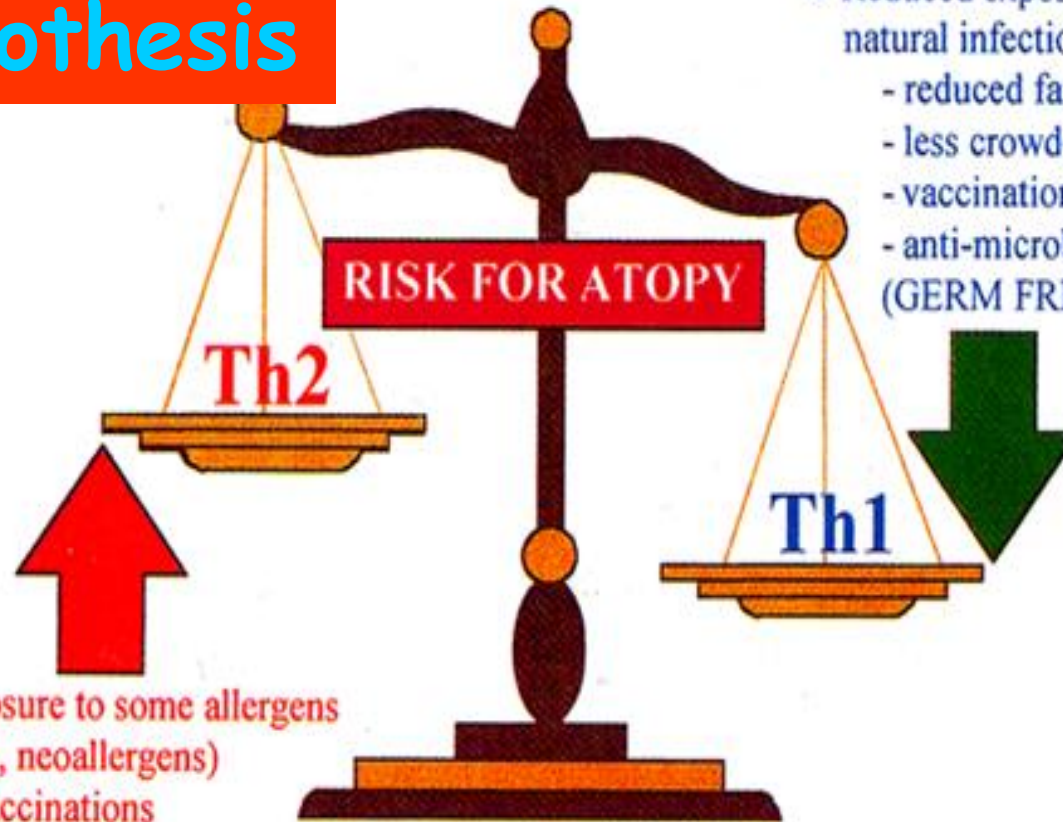 othesis
natural infectio
- reduced fa
- less crowd
- vaccination
- anti-micro
(GERM FR
RISK FOR ATOPY
Th2
Th1
sure to some allergens
, neoallergens)
ccinations